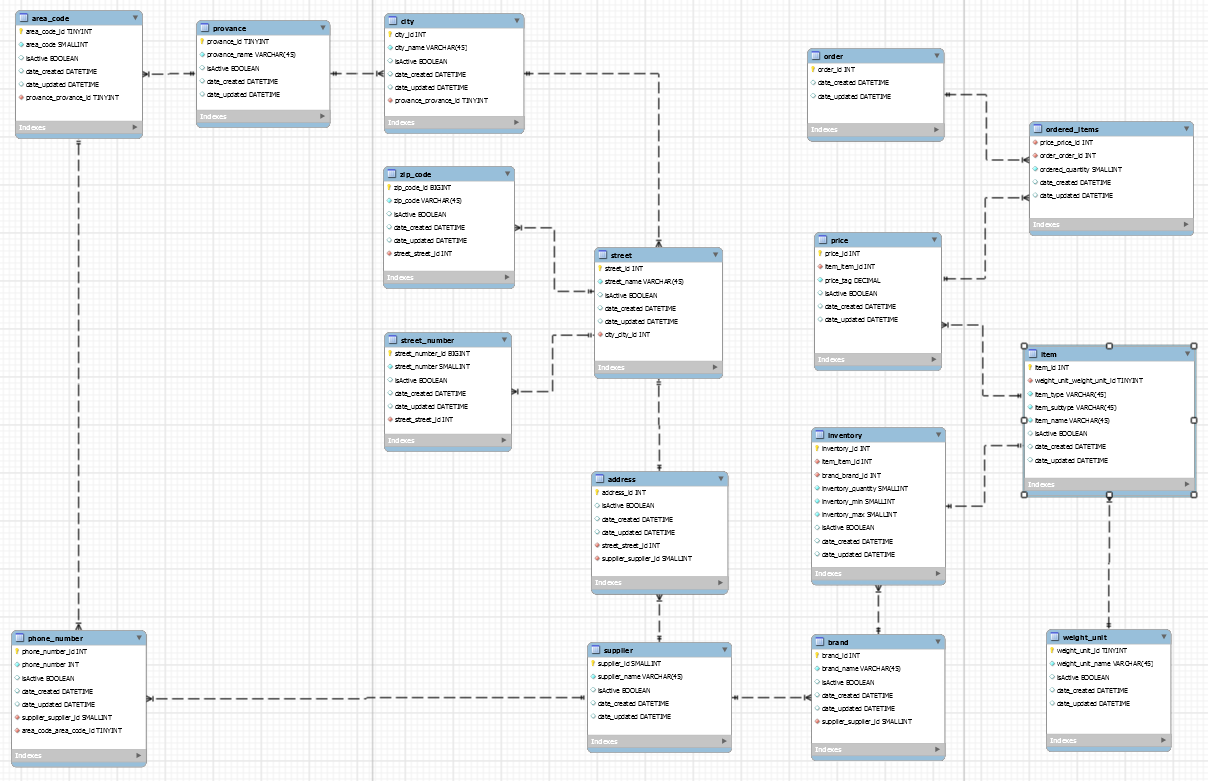 area_code
area_code_id TINYINT
area_code SMALLINT
isActive BOOLEAN
date_created DATETIME
date_updated DATETIME
provance_provance_id TINYINT
Indexes
provance
provance_id TINYINT
provance_name VARCHAR(45)
isActive BOOLEAN
date_created DATETIME
date_updated DATETIME
Indexes
city
city_id INT
city_name VARCHAR(45)
isActive BOOLEAN
date_created DATETIME
date_updated DATETIME
provance_provance_id TINYINT
Indexes
order
order_id INT
date_created DATETIME
date_updated DATETIME
Indexes
ordered_items
price_price_id INT
order_order_id INT
ordered_quantity SMALLINT
date_created DATETIME
date_updated DATETIME
Indexes
zip_code
zip_code_id BIGINT
zip_code VARCHAR(45)
isActive BOOLEAN
date_created DATETIME
date_updated DATETIME
street_street_id INT
Indexes
street
street_id INT
street_name VARCHAR(45)
isActive BOOLEAN
date_created DATETIME
date_updated DATETIME
city_city_id INT
Indexes
price
price_id INT
item_item_id INT
price_tag DECIMAL
isActive BOOLEAN
date_created DATETIME
date_updated DATETIME
Indexes
street_number
street_number_id BIGINT
street_number SMALLINT
isActive BOOLEAN
date_created DATETIME
date_updated DATETIME
street_street_id INT
Indexes
item
item_id INT
weight_unit_weight_unit_id TINYINT
item_type VARCHAR(45)
item_subtype VARCHAR(45)
item_name VARCHAR(45)
isActive BOOLEAN
date_created DATETIME
date_updated DATETIME
Indexes
inventory
inventory_id INT
item_item_id INT
brand_brand_id INT
inventory_quantity SMALLINT
inventory_min SMALLINT
inventory_max SMALLINT
isActive BOOLEAN
date_created DATETIME
date_updated DATETIME
Indexes
address
address_id INT
isActive BOOLEAN
date_created DATETIME
date_updated DATETIME
street_street_id INT
supplier_supplier_id SMALLINT
Indexes
phone_number
phone_number_id INT
phone_number INT
isActive BOOLEAN
date_created DATETIME
date_updated DATETIME
supplier_supplier_id SMALLINT
area_code_area_code_id TINYINT
Indexes
supplier
supplier_id SMALLINT
supplier_name VARCHAR(45)
isActive BOOLEAN
date_created DATETIME
date_updated DATETIME
Indexes
brand
brand_id INT
brand_name VARCHAR(45)
isActive BOOLEAN
date_created DATETIME
date_updated DATETIME
supplier_supplier_id SMALLINT
Indexes
weight_unit
weight_unit_id TINYINT
weight_unit_name VARCHAR(45)
isActive BOOLEAN
date_created DATETIME
date_updated DATETIME
Indexes